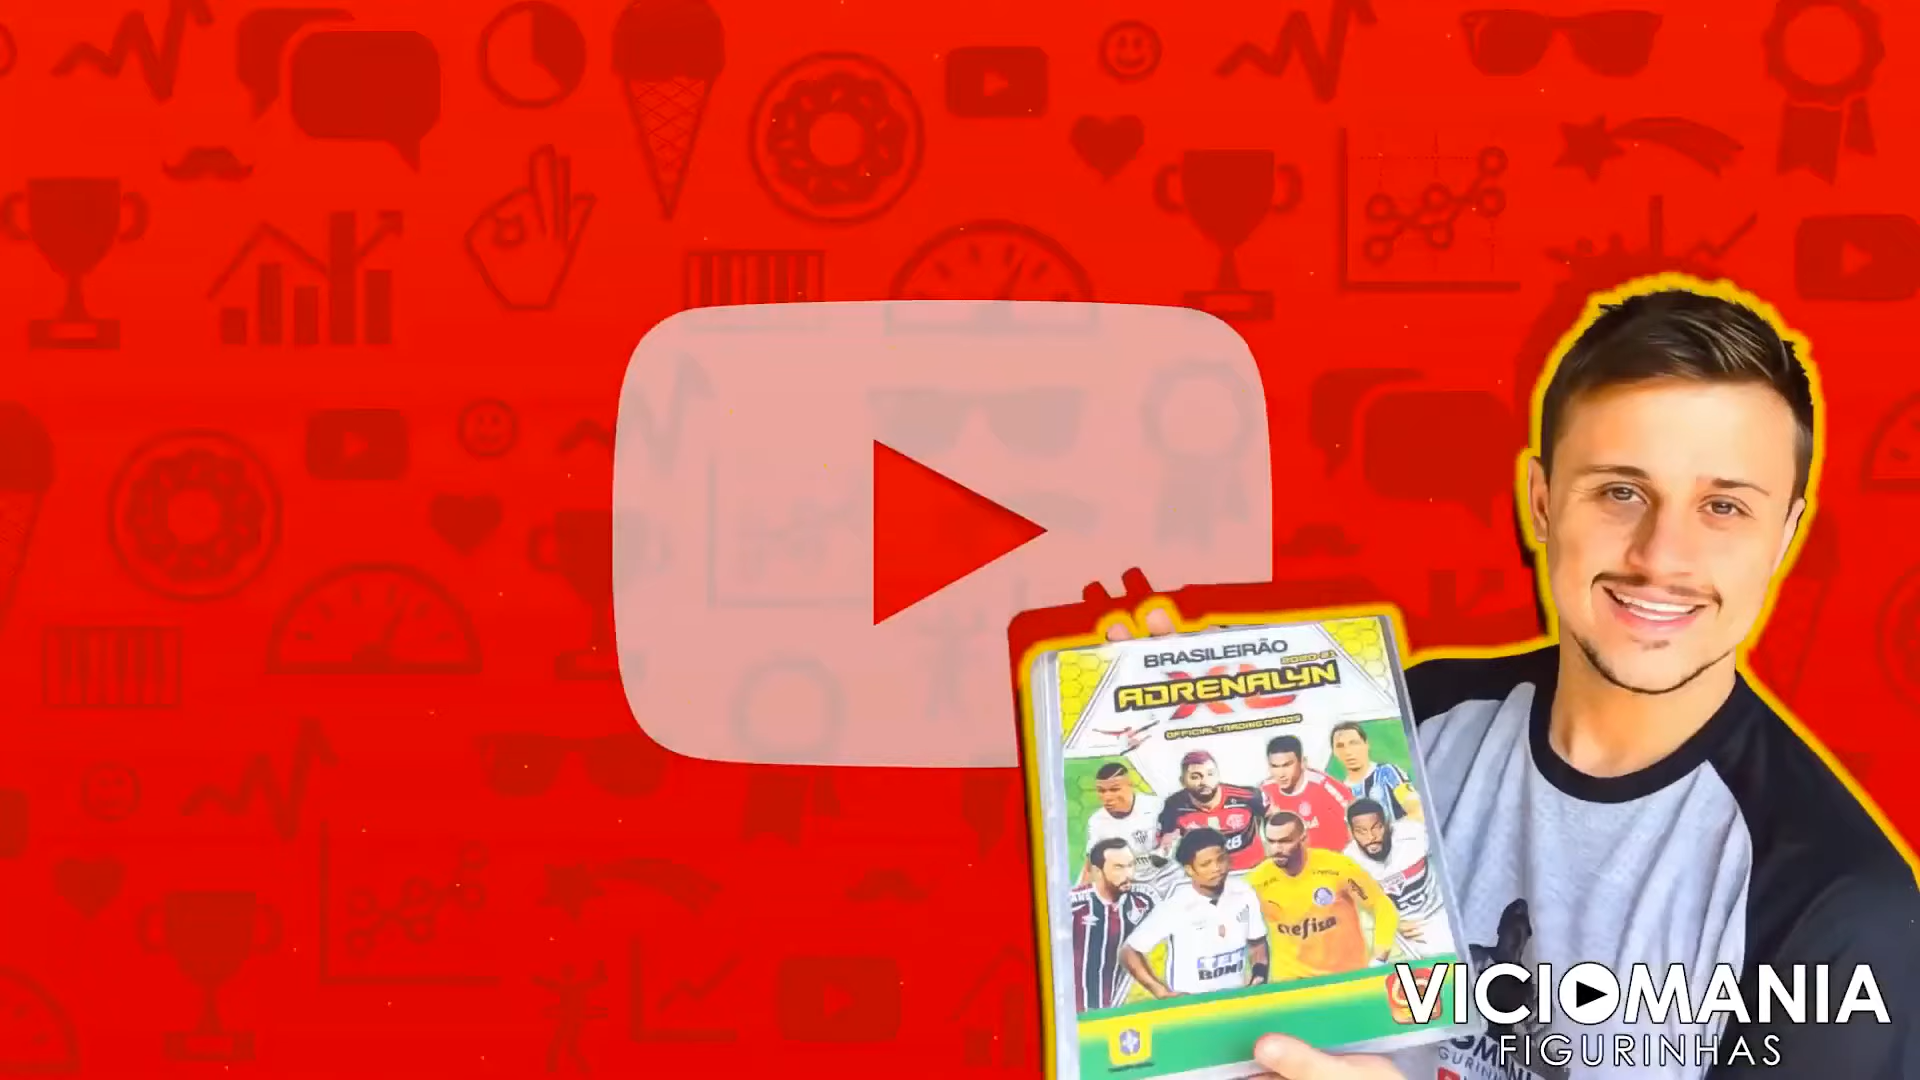 BRASILEIRÃO
2020-21
ADRENALYN
XL
OFFICIAL TRADING CARDS
crefisa
VICIOMANIA
FIGURINHAS